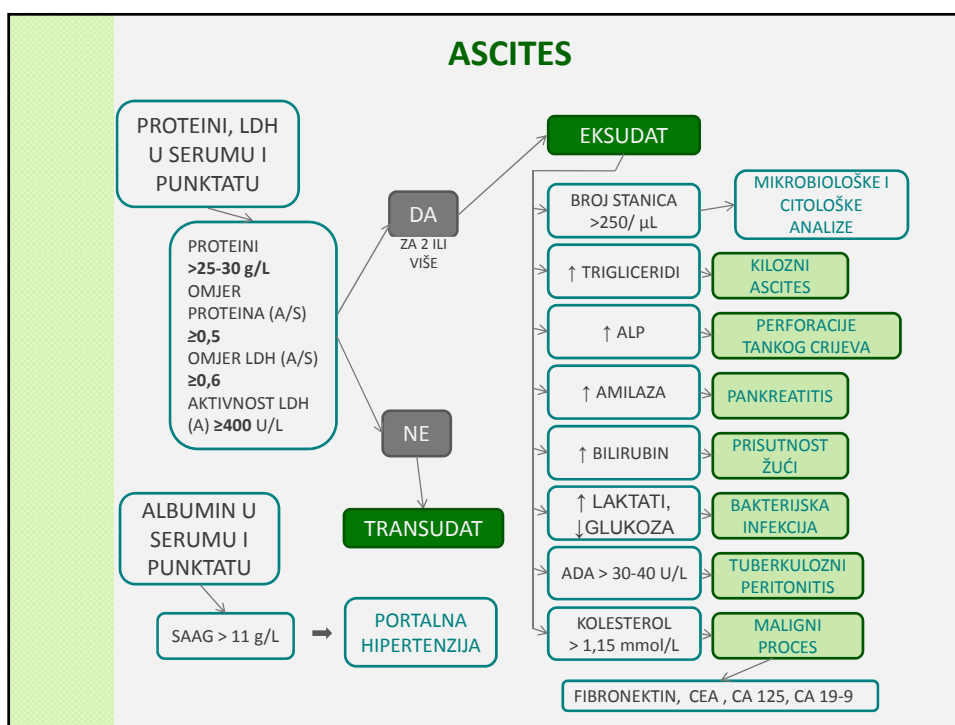 ASCITES
PROTEINI, LDH
U SERUMU I
PUNKTATU
PROTEINI
>25-30 g/L
OMJER
PROTEINA (A/S)
≥0,5
OMJER LDH (A/S)
≥0,6
AKTIVNOST LDH
(A) ≥400 U/L
DA
ZA 2 ILI
VIŠE
NE
TRANSUDAT
ALBUMIN U
SERUMU I
PUNKTATU
SAAG > 11 g/L
PORTALNA
HIPERTENZIJA
EKSUDAT
BROJ STANICA
>250/ µL
MIKROBIOLOŠKE I
CITOLOŠKE
ANALIZE
↑ TRIGLICERIDI
KILOZNI
ASCITES
↑ ALP
PERFORACIJE
TANKOG CRIJEVA
↑ AMILAZA
PANKREATITIS
↑ BILIRUBIN
PRISUTNOST
ŽUĆI
↑ LAKTATI,
↓GLUKOZA
BAKTERIJSKA
INFEKCIJA
ADA > 30-40 U/L
TUBERKULOZNI
PERITONITIS
KOLESTEROL
> 1,15 mmol/L
MALIGNI
PROCES
FIBRONEKTIN, CEA , CA 125, CA 19-9